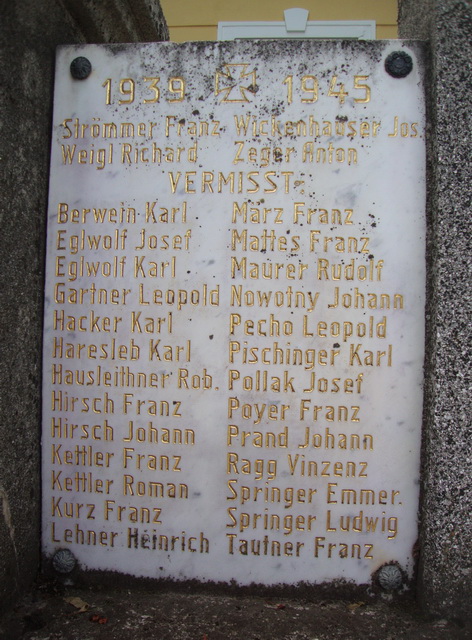 1939 1945
Strommer Franz Wickenhauser Jos.
Weigl Richard Zeger Anton
VERMISST:
Berwein Karl Marz Franz
Eglwolf Josef Mattes Franz
Eglwolf Karl Maurer Rudolf
Gartner Leopold Nowotny Johann
Hacker Karl Pecho Leopold
Haresleb Karl Pischinger Karl
Hausleithner Rob. Pollak Josef
Hirsch Franz Poyer Franz
Hirsch Johann Prand Johann
Kettler Franz Ragg Vinzenz
Kettler Roman Springer Emmer.
Kurz Franz Springer Ludwig
Lehner Heinrich Tautner Franz